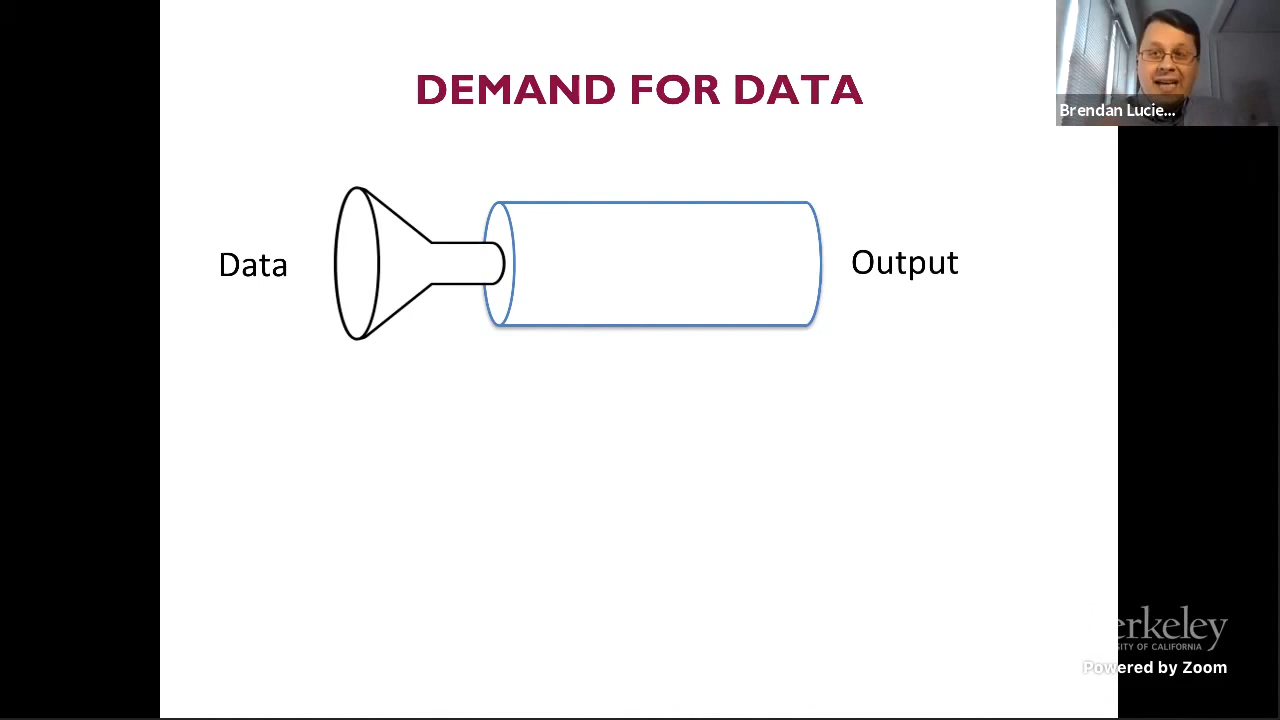 DEMAND FOR DATA
Brendan Lucie...
Data
Output
erkeley
SITY OF CALIFORNIA
Powered by Zoom